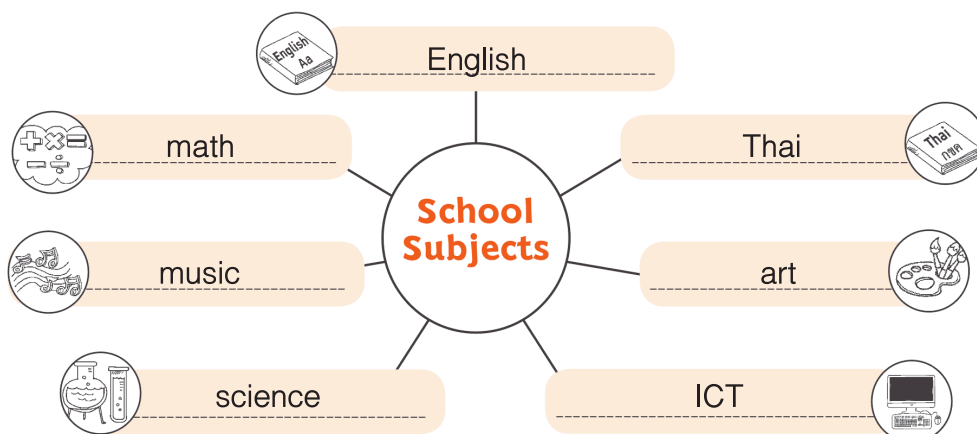 English
Aa
English
math
Thai
Thai
กขค
School
Subjects
music
art
science
ICT